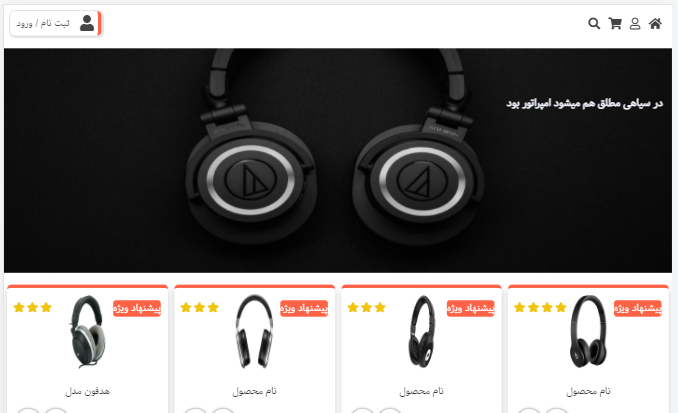 ثبت نام / ورود
در سیاهی مطلق هم میشود امپراتور بود
پیشنهاد ویژه
پیشنهاد ویژه
پیشنهاد ویژه
پیشنهاد ویژه
نام محصول
نام محصول
نام محصول
هدفون مدل